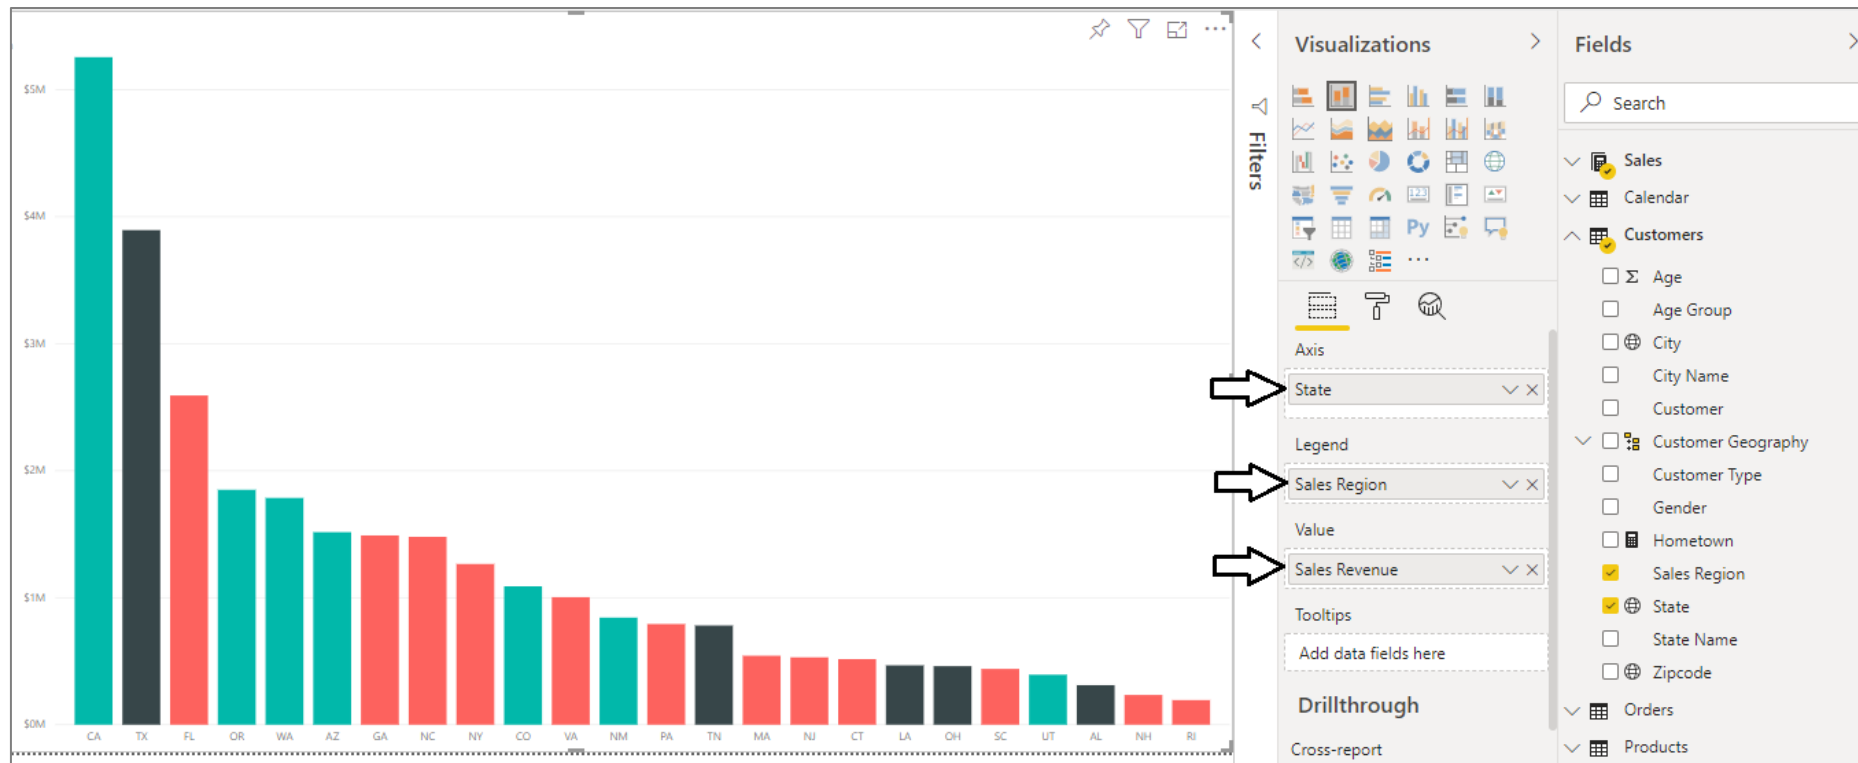 $5M
$4M
$3M
$2M
$1M
$0M
CA TX FL OR WA AZ GA NC NY CO VA NM PA TN MA NJ CT LA OH SC UT AL NH RI
Filters
Visualizations
123
Py
Axis
State
Legend
Sales Region
Value
Sales Revenue
Tooltips
Add data fields here
Drillthrough
Cross-report
Fields
Search
Sales
Calendar
Customers
Σ Age
Age Group
City
City Name
Customer
Customer Geography
Customer Type
Gender
Hometown
Sales Region
State
State Name
Zipcode
Orders
Products